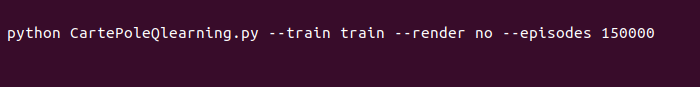 python CartePoleQlearning.py --train train --render no --episodes 150000